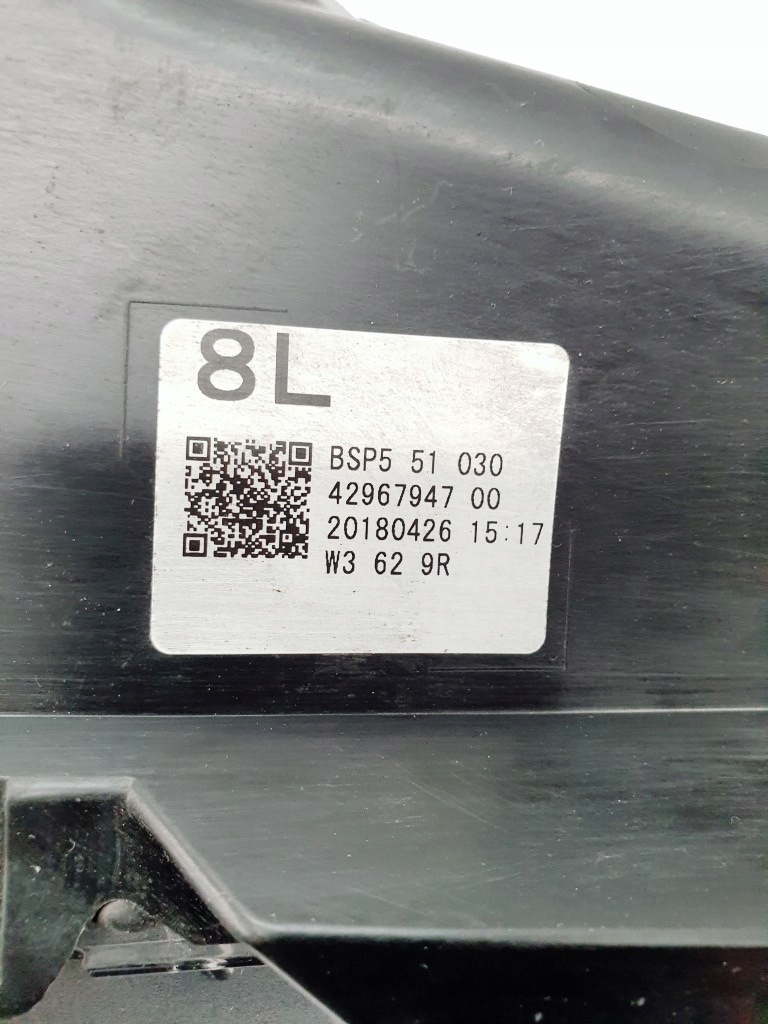 8L
BSP5 51 030
42967947 00
20180426 15:17
W3 62 9R